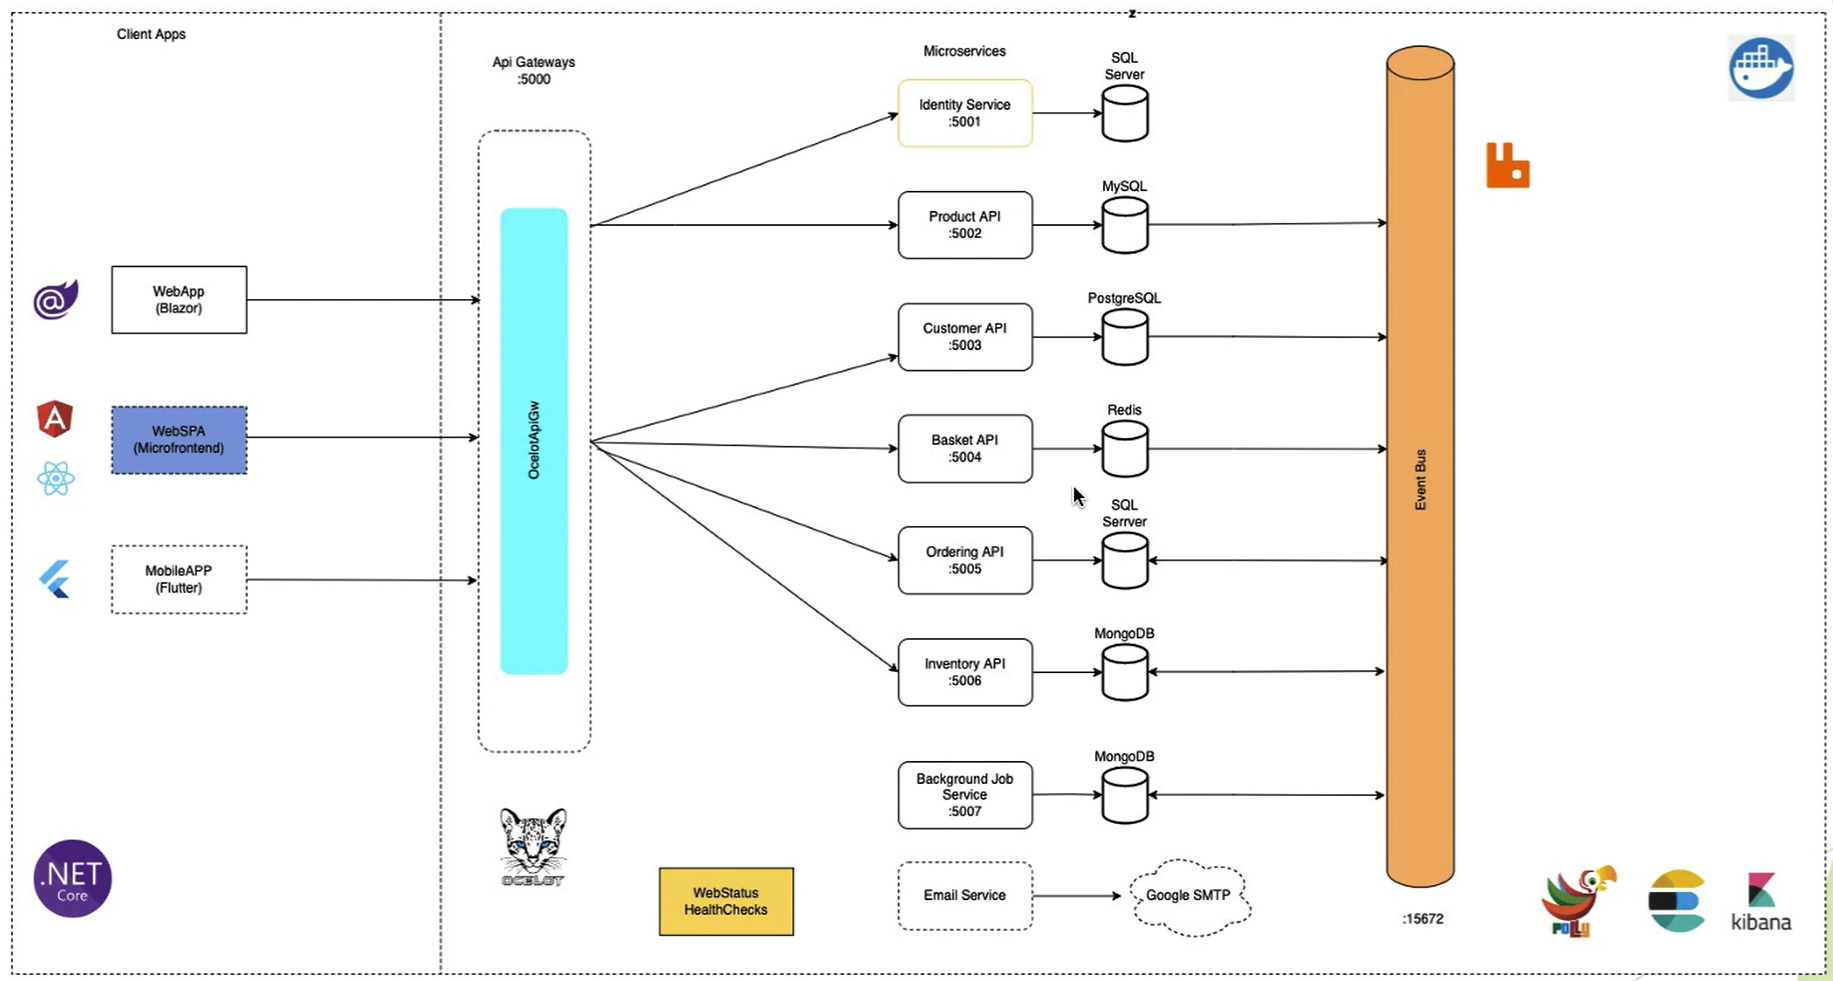 z
Client Apps
Api Gateways
:5000
Microservices
SQL
Server
Identity Service
:5001
MySQL
Product API
:5002
WebApp
(Blazor)
PostgreSQL
Customer API
:5003
WebSPA
(Microfrontend)
OcelotApiGw
Redis
Basket API
:5004
Event Bus
SQL
Serrver
Ordering API
:5005
MobileAPP
(Flutter)
MongoDB
Inventory API
:5006
MongoDB
Background Job
Service
:5007
.NET
Core
OCELOT
WebStatus
HealthChecks
Email Service
Google SMTP
:15672
POLLY
kibana